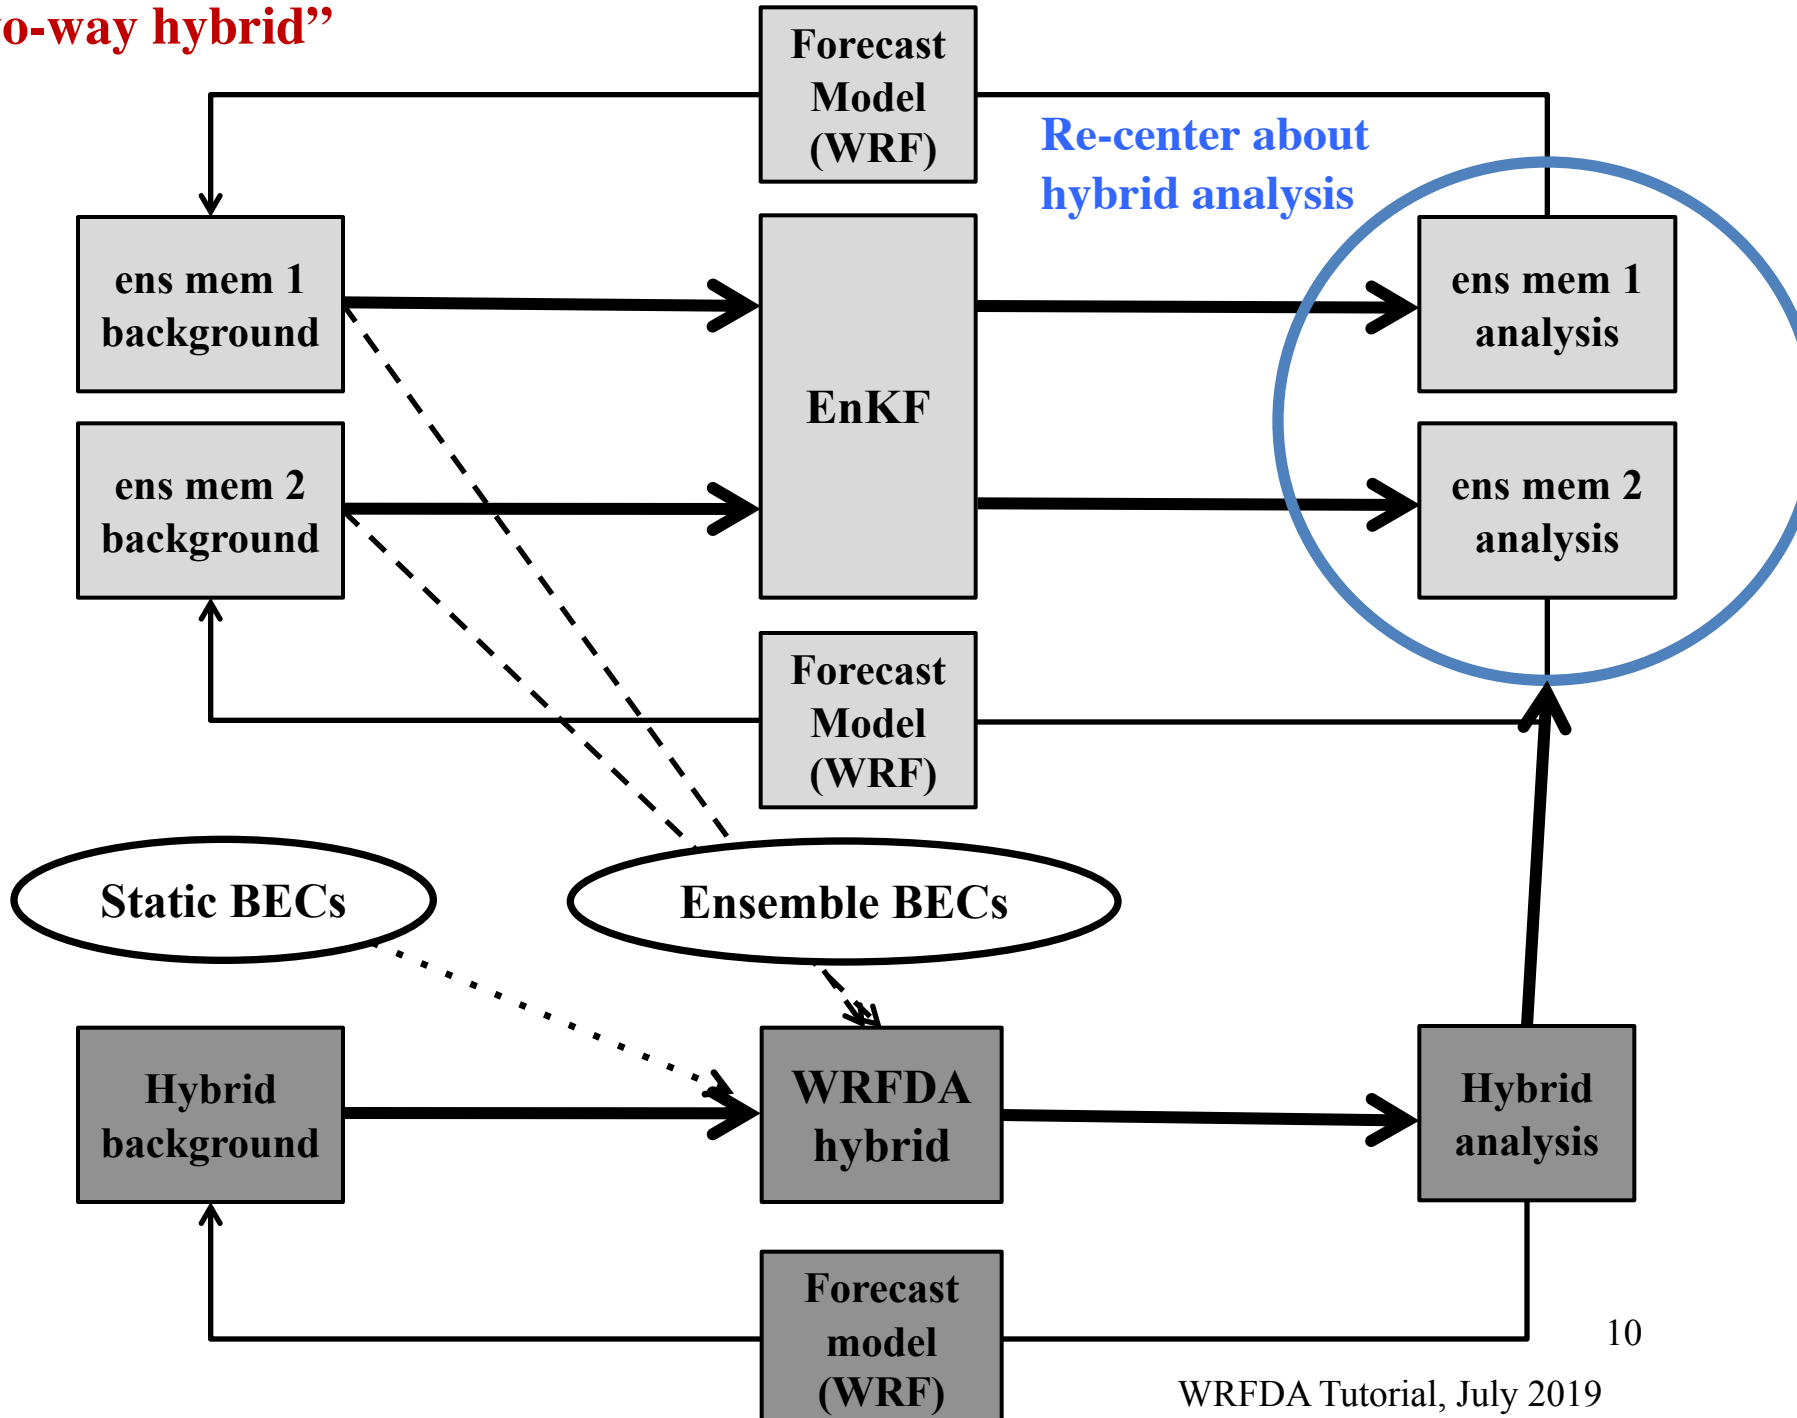 o-way hybrid”
Forecast
Model
(WRF)
Re-center about
hybrid analysis
ens mem 1
background
EnKF
ens mem 1
analysis
ens mem 2
background
ens mem 2
analysis
Forecast
Model
(WRF)
Static BECs
Ensemble BECs
Hybrid
background
WRFDA
hybrid
Hybrid
analysis
Forecast
model
(WRF)
10
WRFDA Tutorial, July 2019